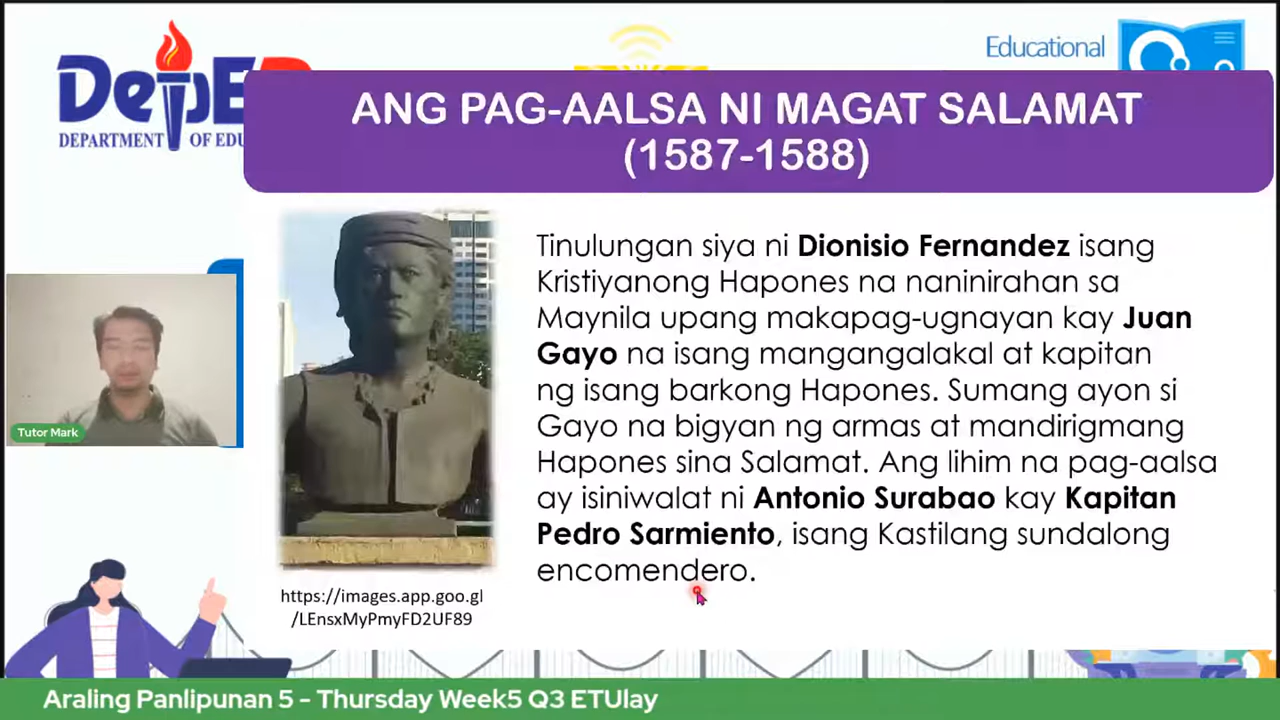 DepED
DEPARTMENT OF EDU
Educational
ANG PAG-AALSA NI MAGAT SALAMAT
(1587-1588)
Tinulungan siya ni Dionisio Fernandez isang
Kristiyanong Hapones na naninirahan sa
Maynila upang makapag-ugnayan kay Juan
Gayo na isang mangangalakal at kapitan
ng isang barkong Hapones. Sumang ayon si
Gayo na bigyan ng armas at mandirigmang
Hapones sina Salamat. Ang lihim na pag-aalsa
ay isiniwalat ni Antonio Surabao kay Kapitan
Pedro Sarmiento, isang Kastilang sundalong
encomendero.
Tutor Mark
https://images.app.goo.gl
/LEnsxMyPmyFD2UF89
Araling Panlipunan 5 - Thursday Week5 Q3 ETUlay